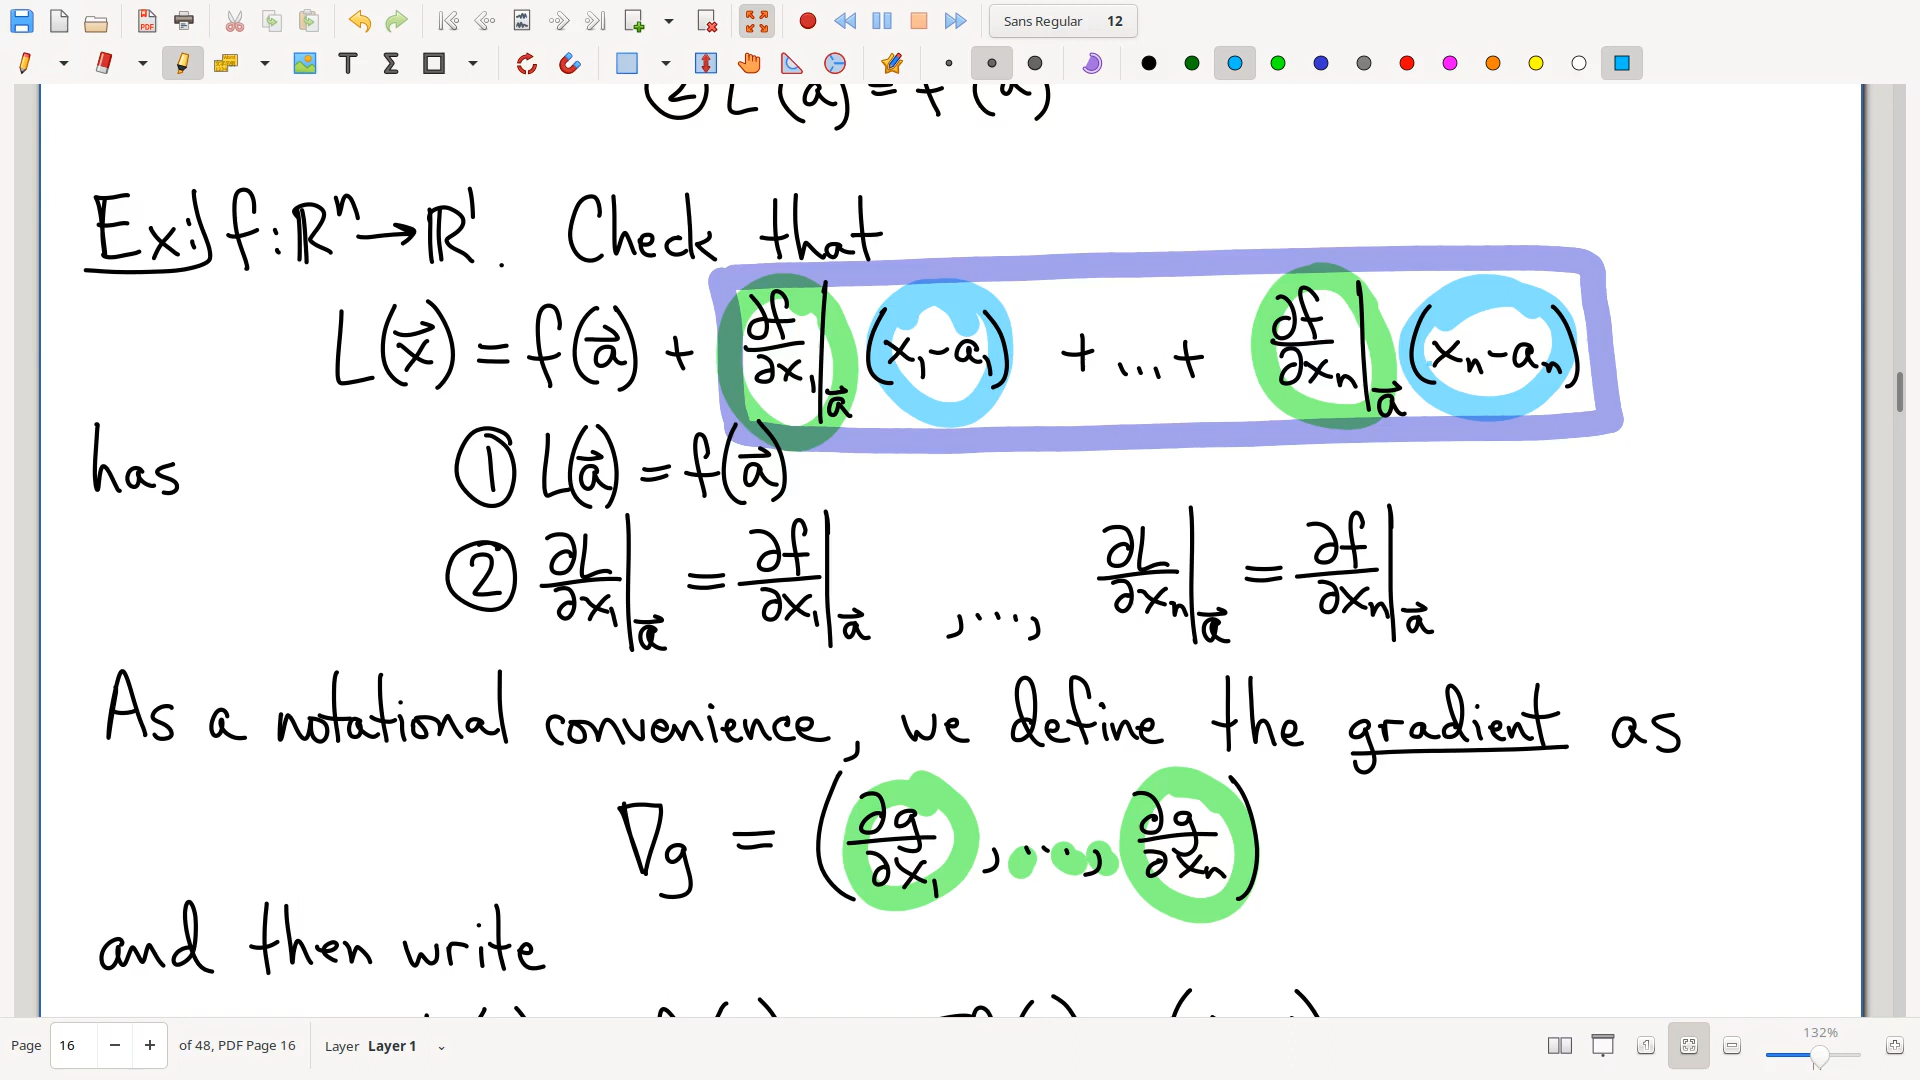 Sans Regular 12
② L'(a) = f'(a)
Ex:] f: ℝⁿ → ℝ¹. Check that
L(x⃗) = f(a⃗) + ∂f/∂x₁|a⃗ (x₁-a₁) + ... + ∂f/∂xₙ|a⃗ (xₙ-aₙ)
has ① L(a⃗) = f(a⃗)
② ∂L/∂x₁|a⃗ = ∂f/∂x₁|a⃗ , ... , ∂L/∂xₙ|a⃗ = ∂f/∂xₙ|a⃗
As a notational convenience, we define the gradient as
∇g = (∂g/∂x₁ , ... , ∂g/∂xₙ)
and then write
Page 16 of 48, PDF Page 16 Layer Layer 1 132%